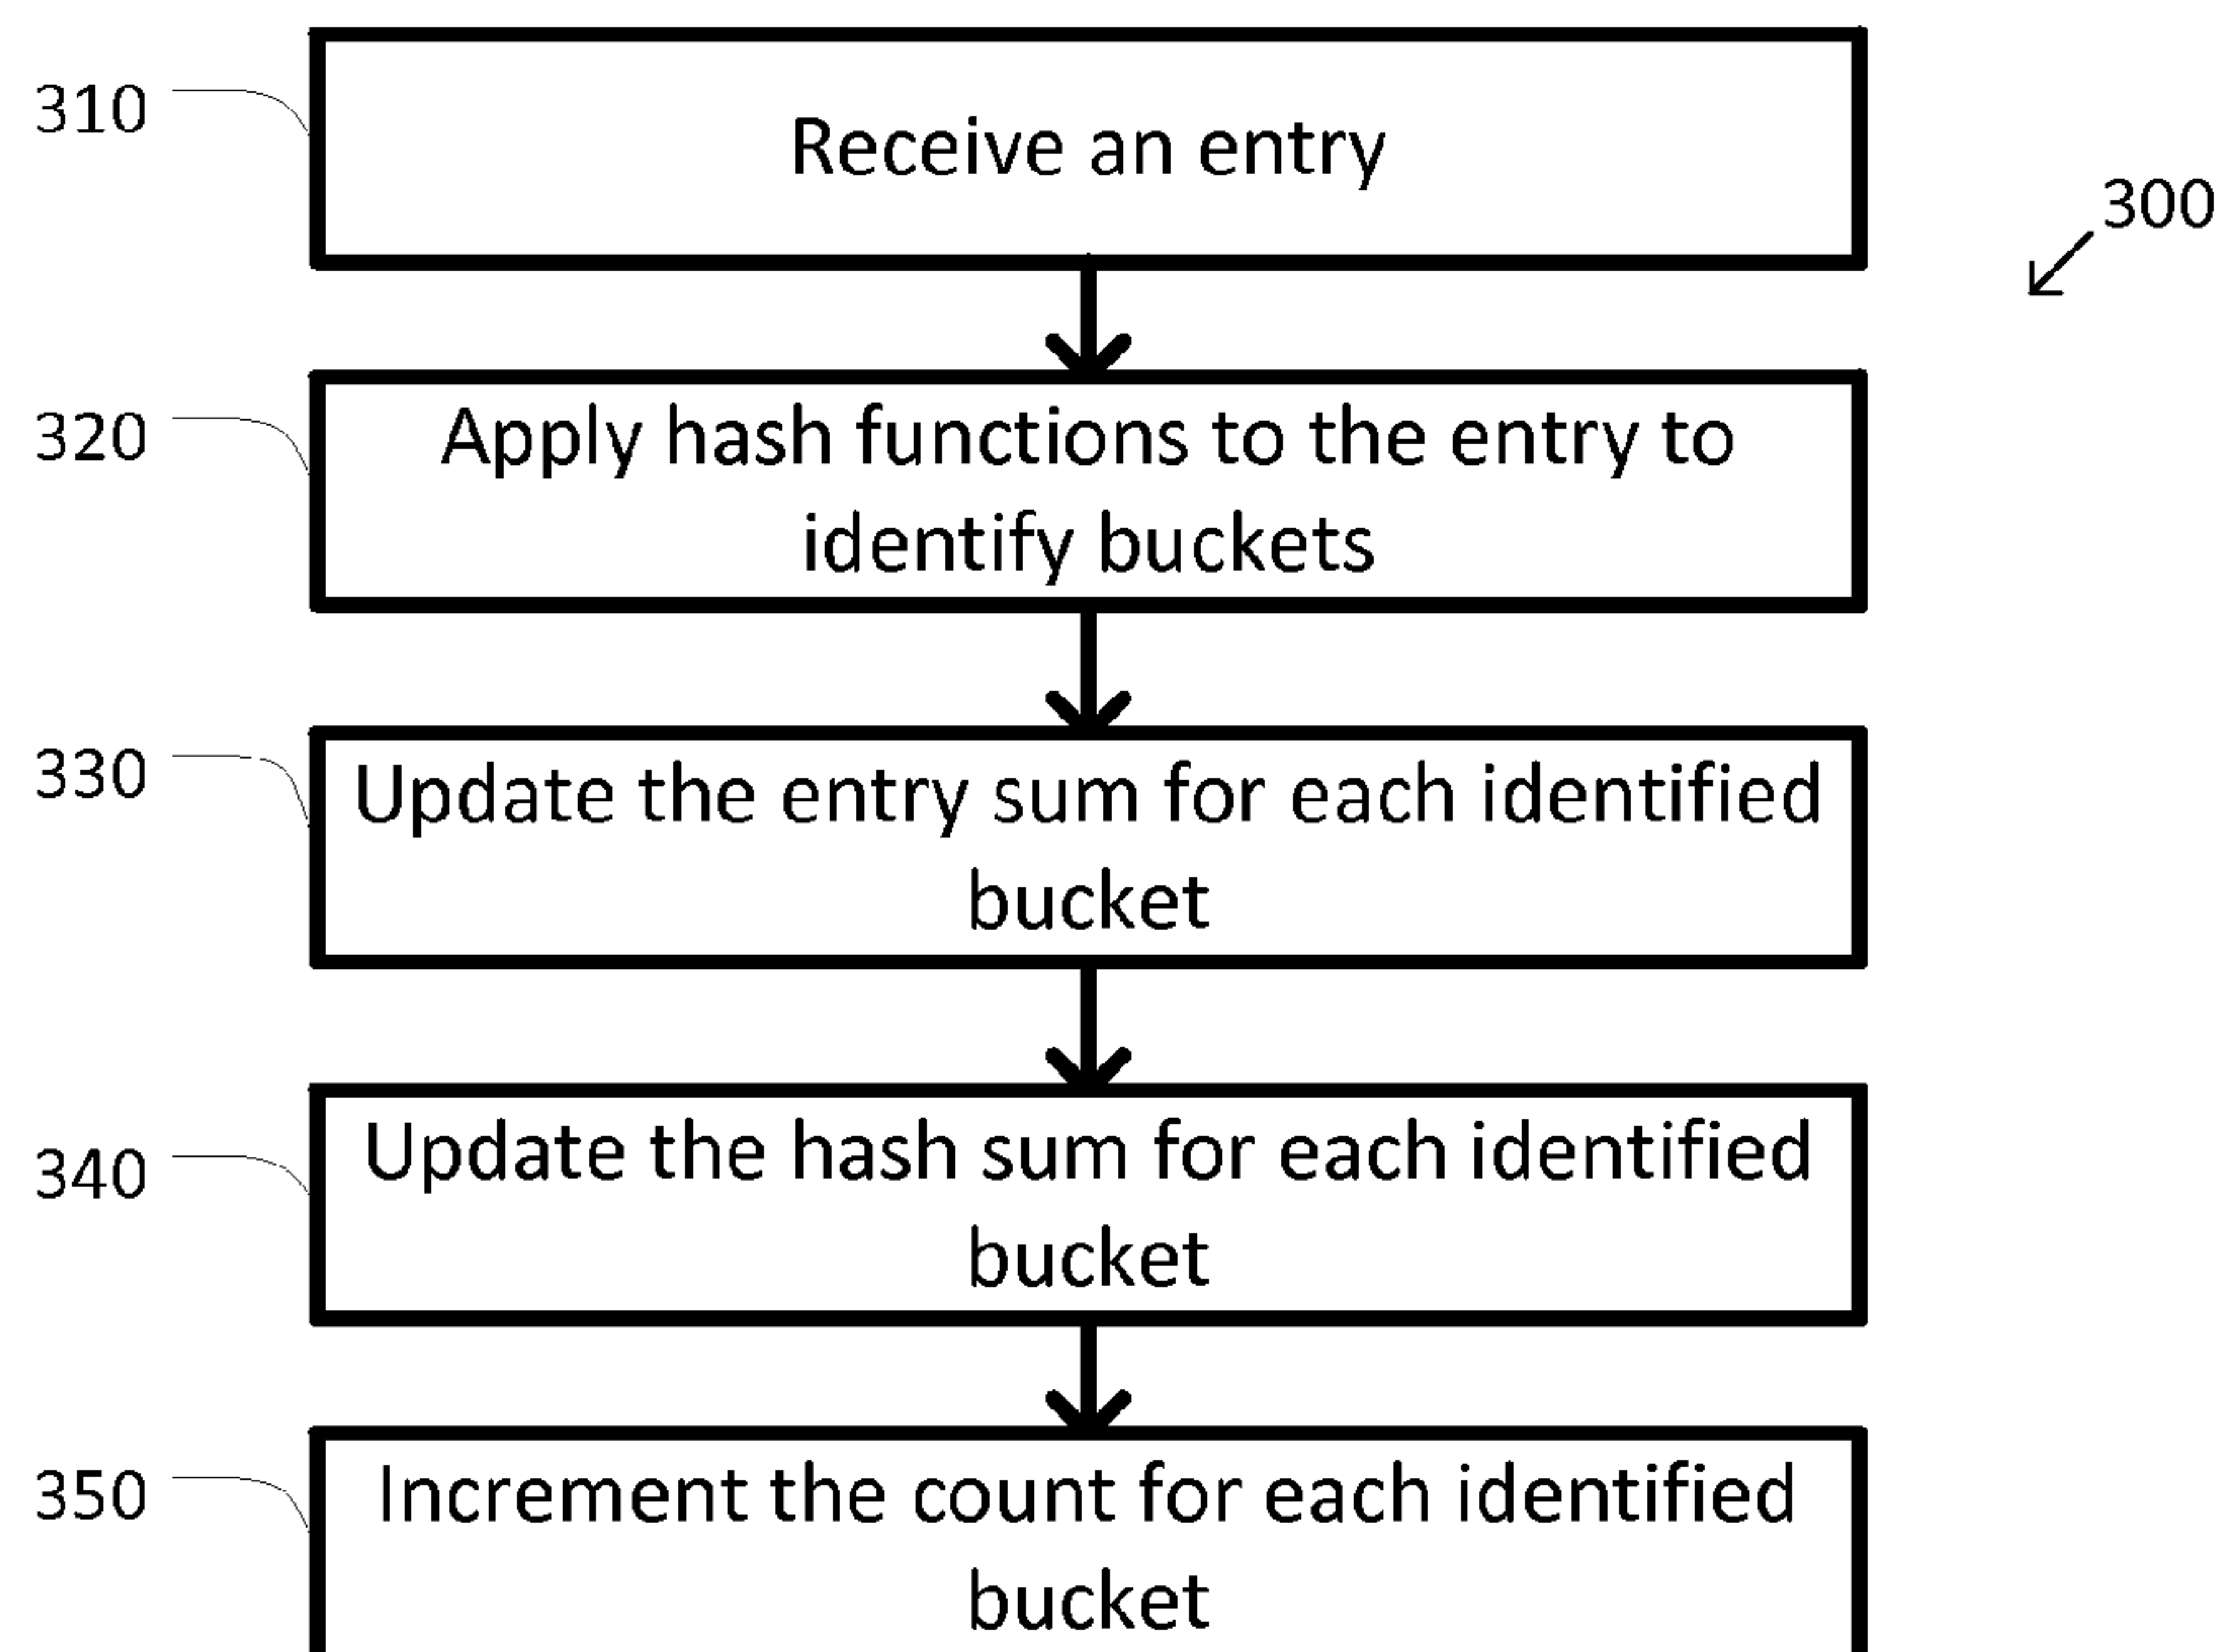 310
Receive an entry
300
320
Apply hash functions to the entry to
identify buckets
330
Update the entry sum for each identified
bucket
340
Update the hash sum for each identified
bucket
350
Increment the count for each identified
bucket